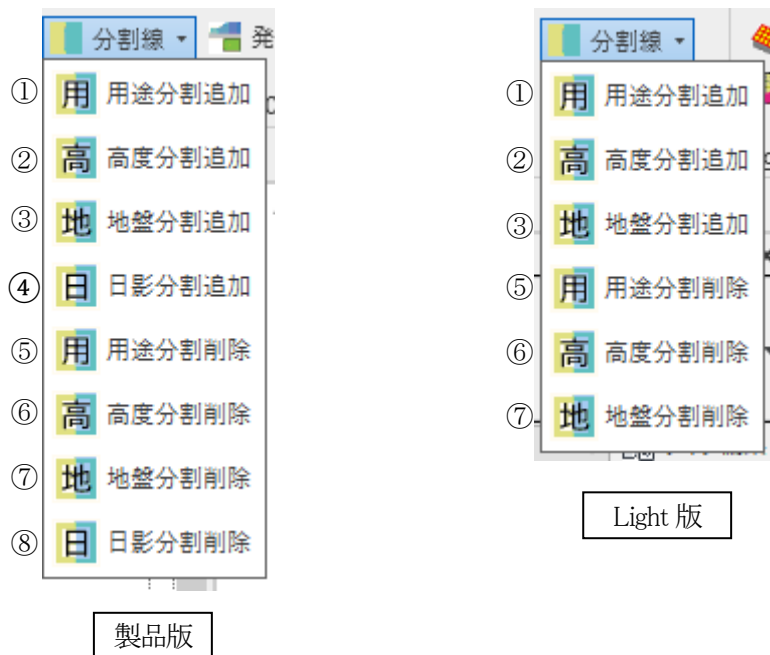 分割線 発
① 用 用途分割追加
② 高 高度分割追加
③ 地 地盤分割追加
④ 日 日影分割追加
⑤ 用 用途分割削除
⑥ 高 高度分割削除
⑦ 地 地盤分割削除
⑧ 日 日影分割削除
製品版
分割線
① 用 用途分割追加
② 高 高度分割追加
③ 地 地盤分割追加
⑤ 用 用途分割削除
⑥ 高 高度分割削除
⑦ 地 地盤分割削除
Light 版